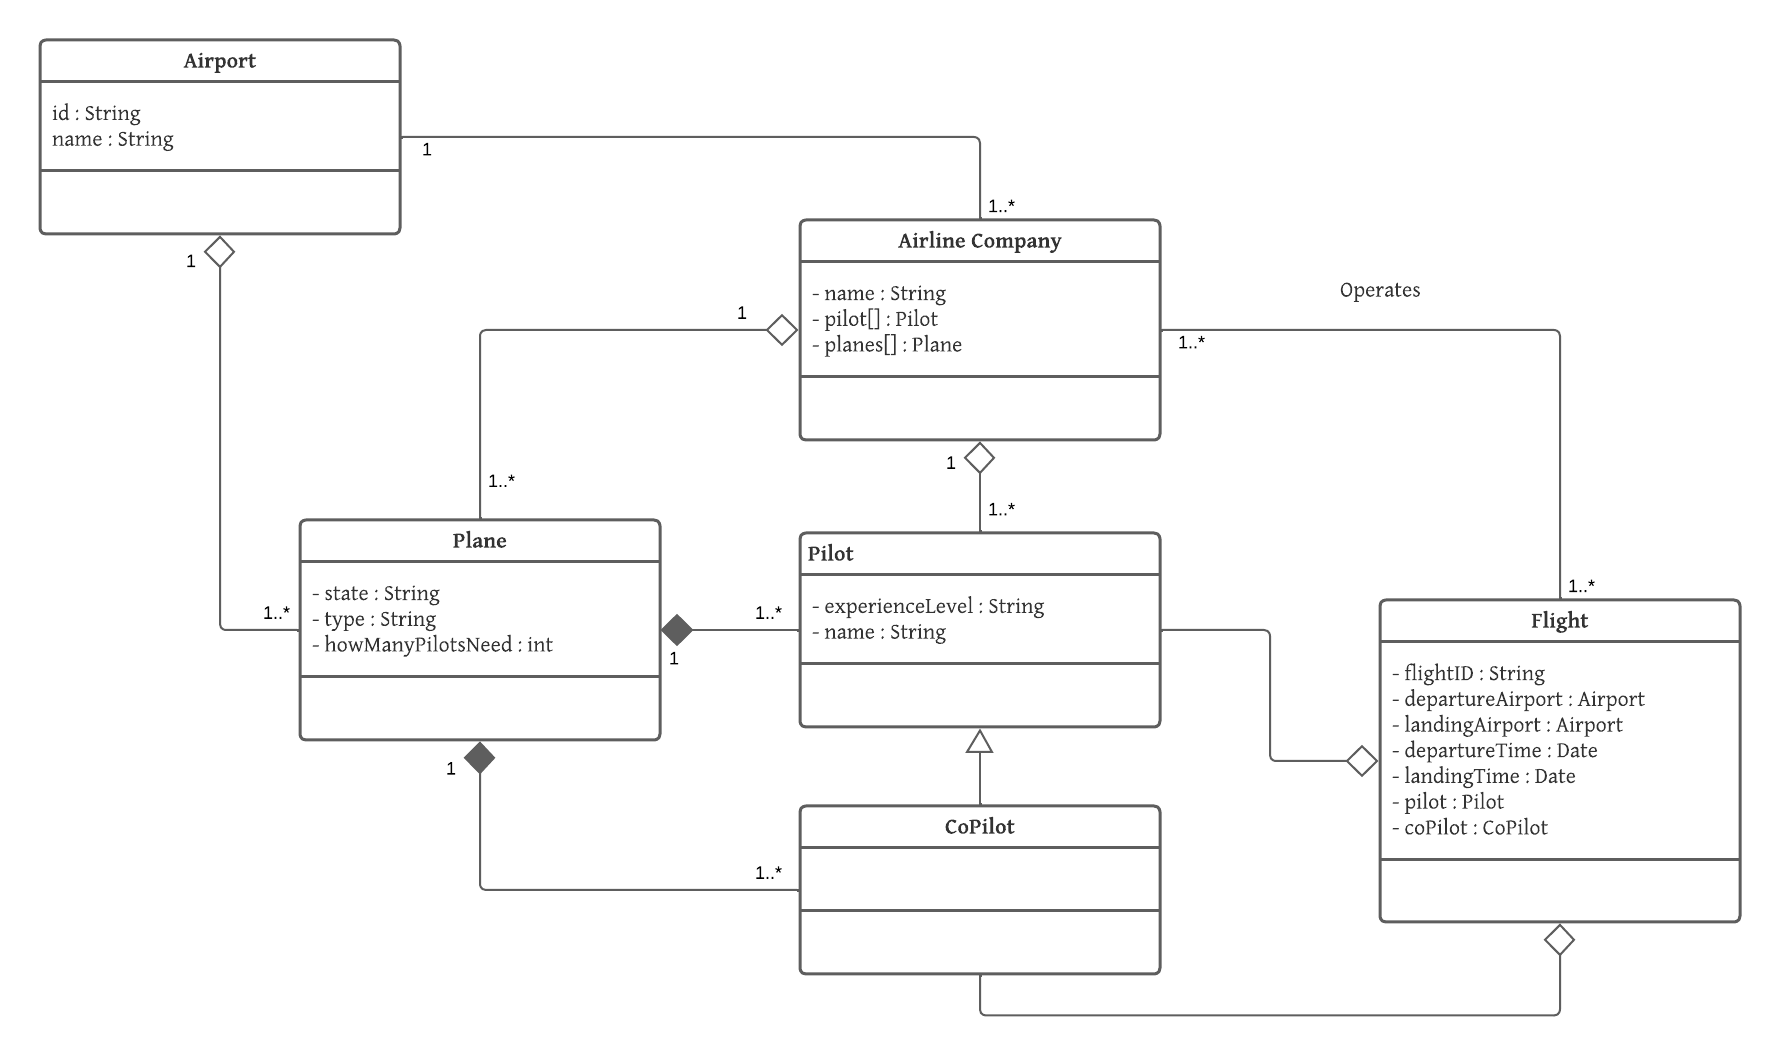 Airport
id : String
name : String
1
1..*
1
Airline Company
- name : String
- pilot[] : Pilot
- planes[] : Plane
Operates
1
1..*
1..*
1
1..*
Plane
- state : String
- type : String
- howManyPilotsNeed : int
1..*
1..*
1
Pilot
- experienceLevel : String
- name : String
1..*
Flight
- flightID : String
- departureAirport : Airport
- landingAirport : Airport
- departureTime : Date
- landingTime : Date
- pilot : Pilot
- coPilot : CoPilot
1
CoPilot
1..*